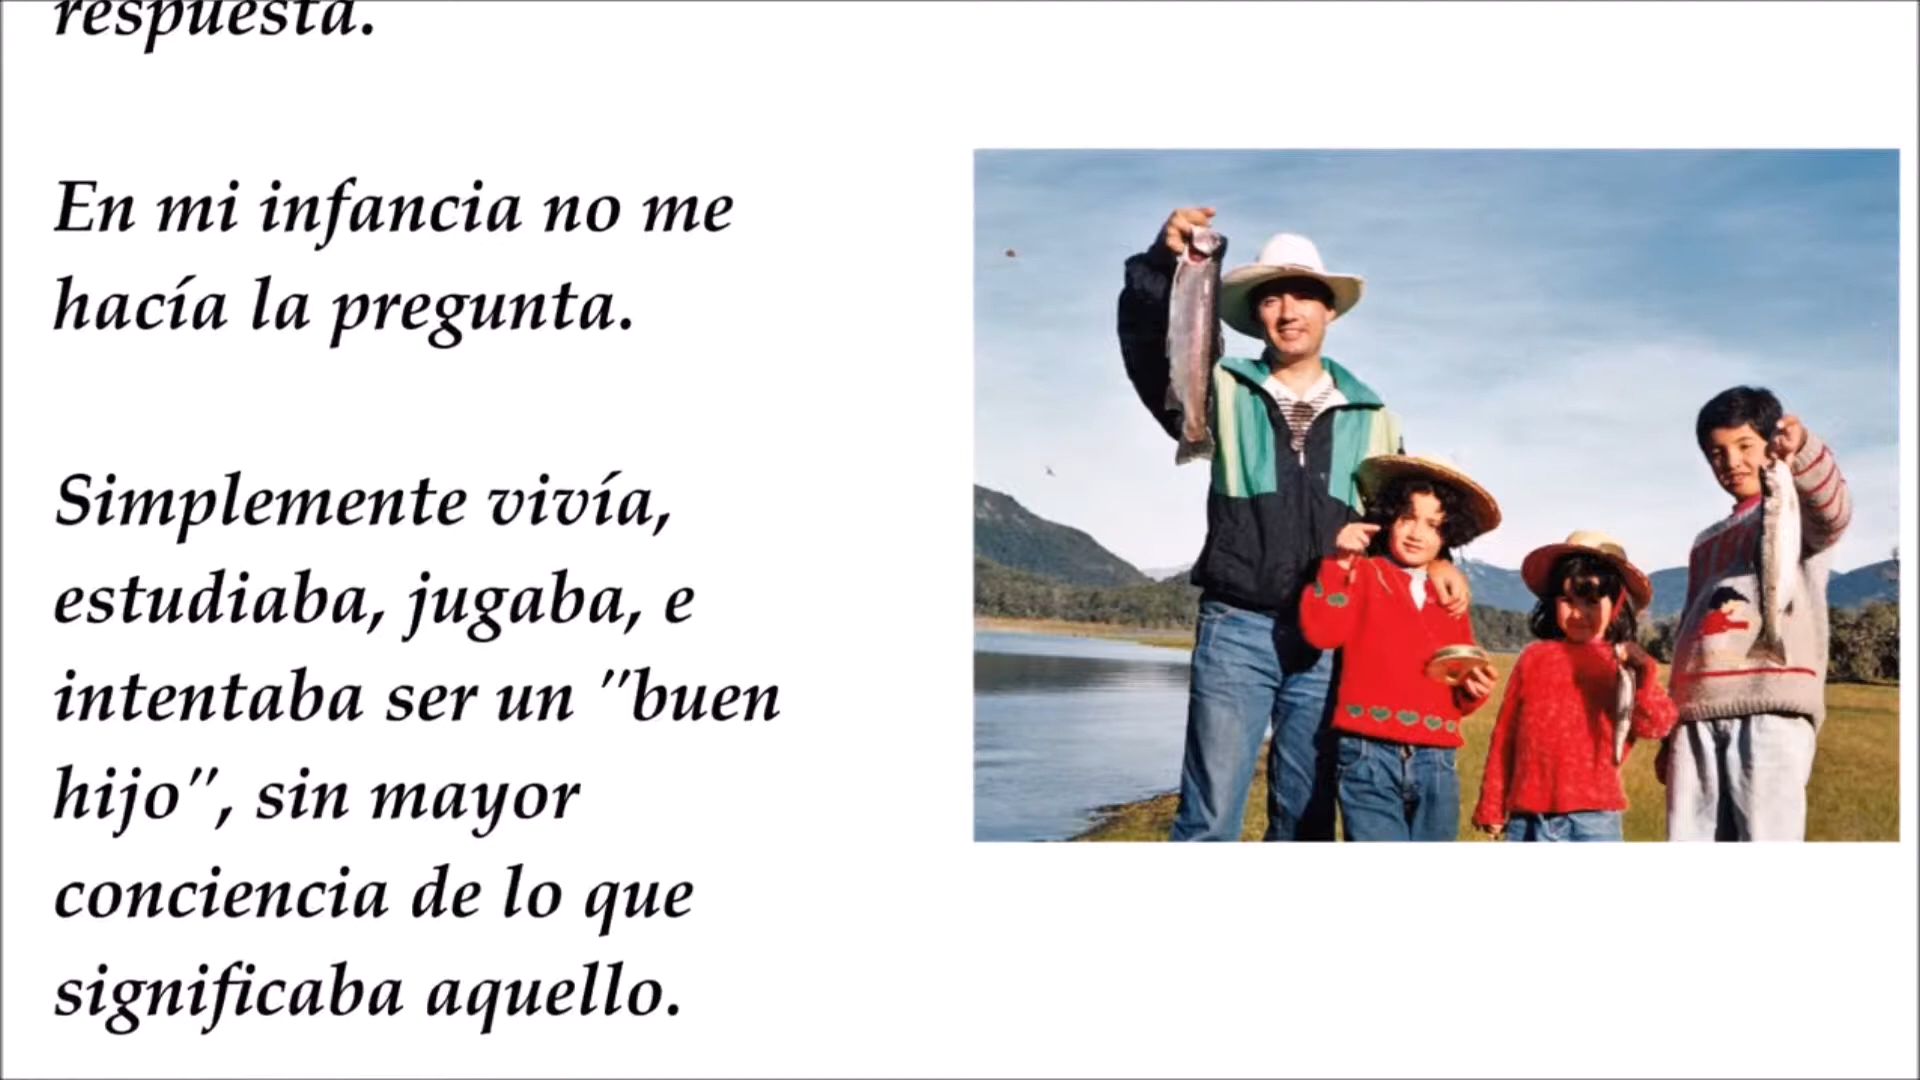 respuesta.
En mi infancia no me
hacía la pregunta.
Simplemente vivía,
estudiaba, jugaba, e
intentaba ser un "buen
hijo", sin mayor
conciencia de lo que
significaba aquello.